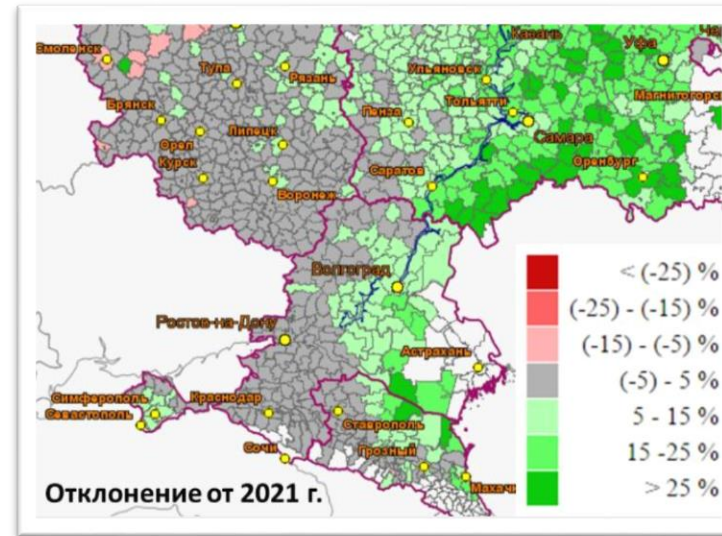 Казань
Уфа
Смоленск
Ульяновск
Тула
Рязань
Магнитогорск
Тольятти
Брянск
Пенза
Самара
Липецк
Орел
Оренбург
Курск
Саратов
Воронеж
Волгоград
< (-25) %
(-25) - (-15) %
Ростов-на-Дону
(-15) - (-5) %
Астрахань
(-5) - 5 %
Симферополь
Краснодар
Севастополь
Ставрополь
5 - 15 %
Грозный
15 -25 %
Сочи
Махачк
> 25 %
Отклонение от 2021 г.